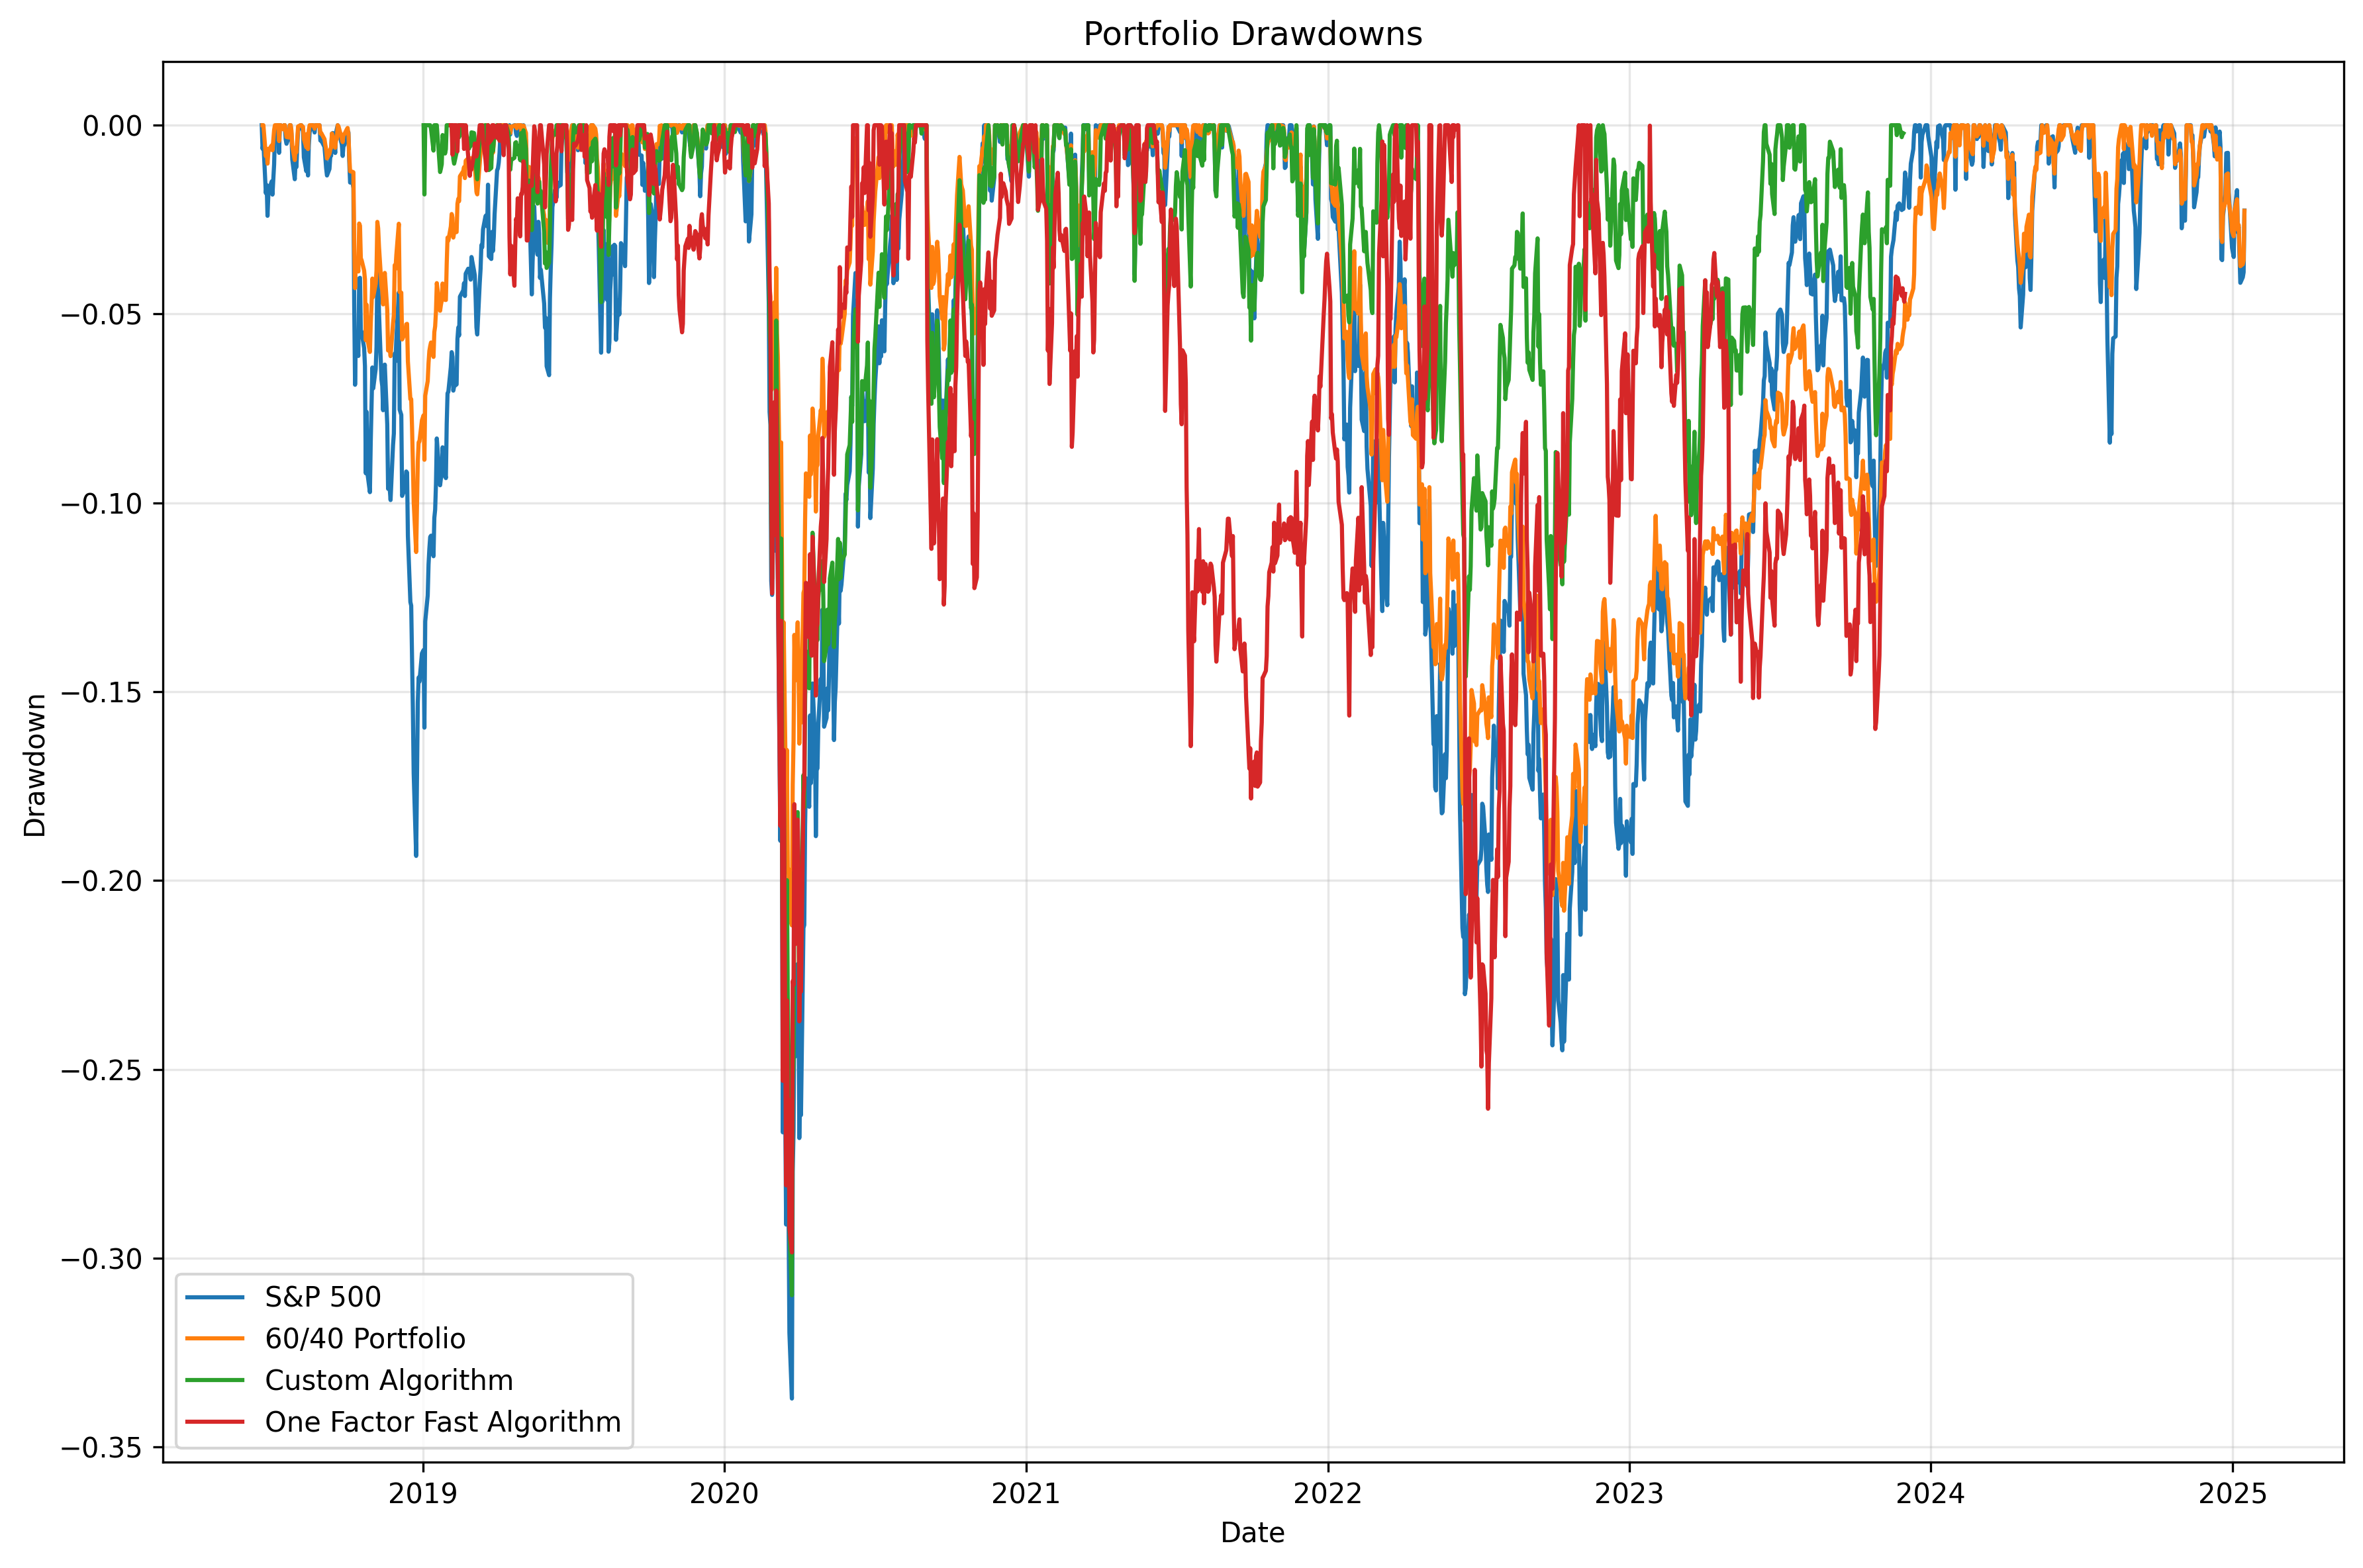 Portfolio Drawdowns
0.00
−0.05
−0.10
−0.15
−0.20
−0.25
−0.30
−0.35
Drawdown
S&P 500
60/40 Portfolio
Custom Algorithm
One Factor Fast Algorithm
2019 2020 2021 2022 2023 2024 2025
Date